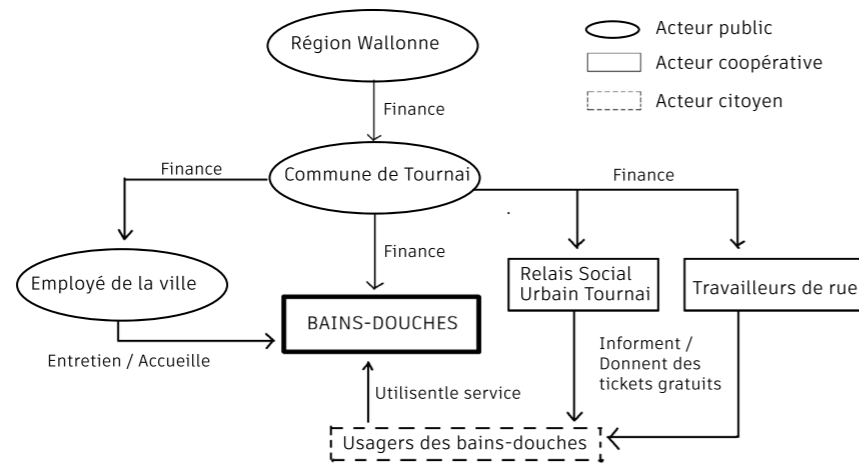 Région Wallonne
Acteur public
Acteur coopérative
Acteur citoyen
Finance
Commune de Tournai
Finance
Finance
Finance
Employé de la ville
Relais Social
Urbain Tournai
Travailleurs de rue
BAINS-DOUCHES
Entretien / Accueille
Informent /
Donnent des
tickets gratuits
Utilisentle service
Usagers des bains-douches